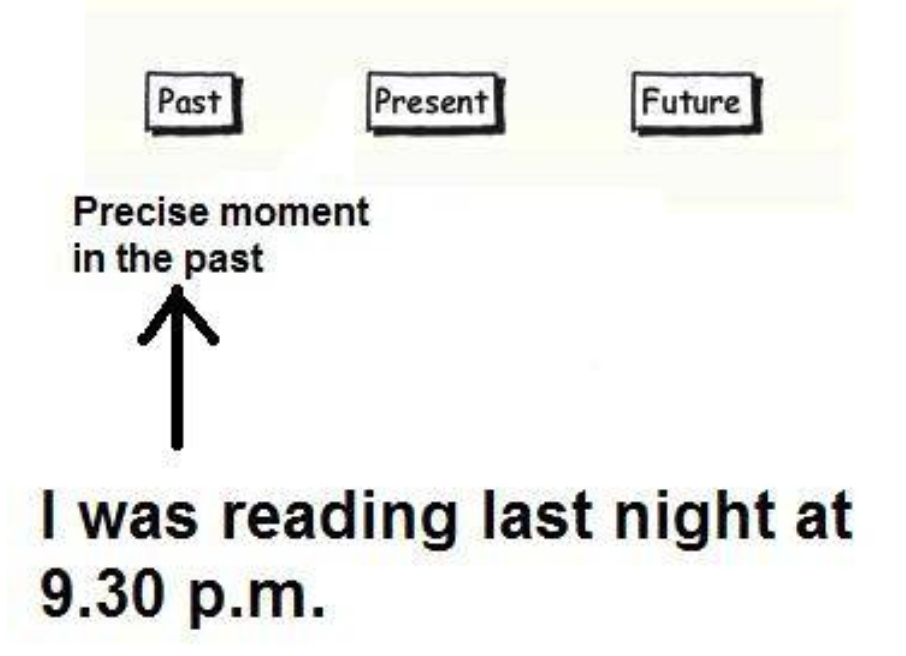 Past Present Future
Precise moment
in the past
I was reading last night at
9.30 p.m.